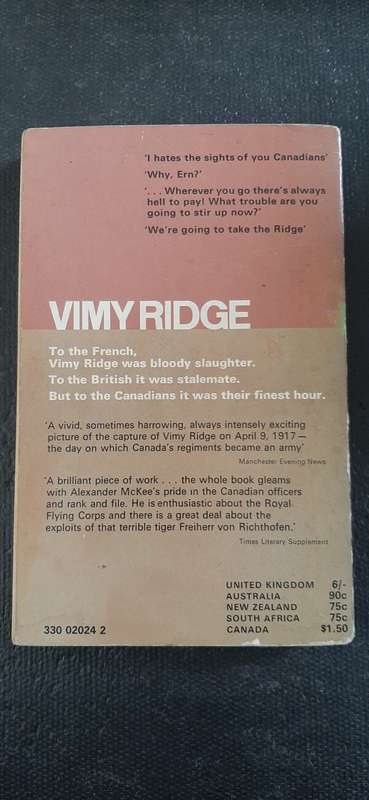 'I hates the sights of you Canadians'
'Why, Ern?'
'. . . Wherever you go there's always
hell to pay! What trouble are you
going to stir up now?'
'We're going to take the Ridge'
VIMY RIDGE
To the French,
Vimy Ridge was bloody slaughter.
To the British it was stalemate.
But to the Canadians it was their finest hour.
'A vivid, sometimes harrowing, always intensely exciting
picture of the capture of Vimy Ridge on April 9, 1917 —
the day on which Canada's regiments became an army'
Manchester Evening News
'A brilliant piece of work . . . the whole book gleams
with Alexander McKee's pride in the Canadian officers
and rank and file. He is enthusiastic about the Royal
Flying Corps and there is a great deal about the
exploits of that terrible tiger Freiherr von Richthofen.'
Times Literary Supplement
UNITED KINGDOM 6/-
AUSTRALIA 90c
NEW ZEALAND 75c
SOUTH AFRICA 75c
CANADA $1.50
330 02024 2